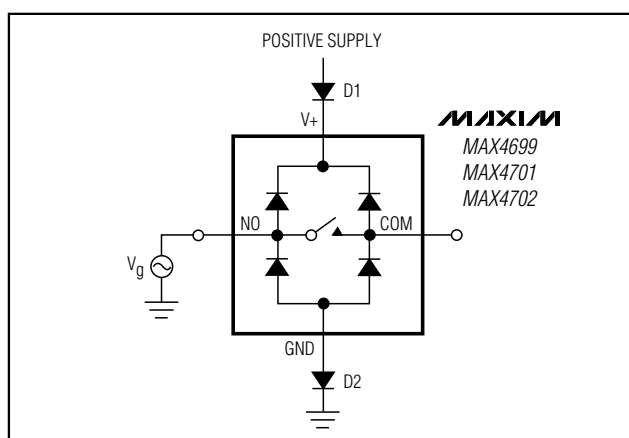 POSITIVE SUPPLY
D1
V+
MAXIM
MAX4699
MAX4701
MAX4702
NO
COM
Vg
GND
D2